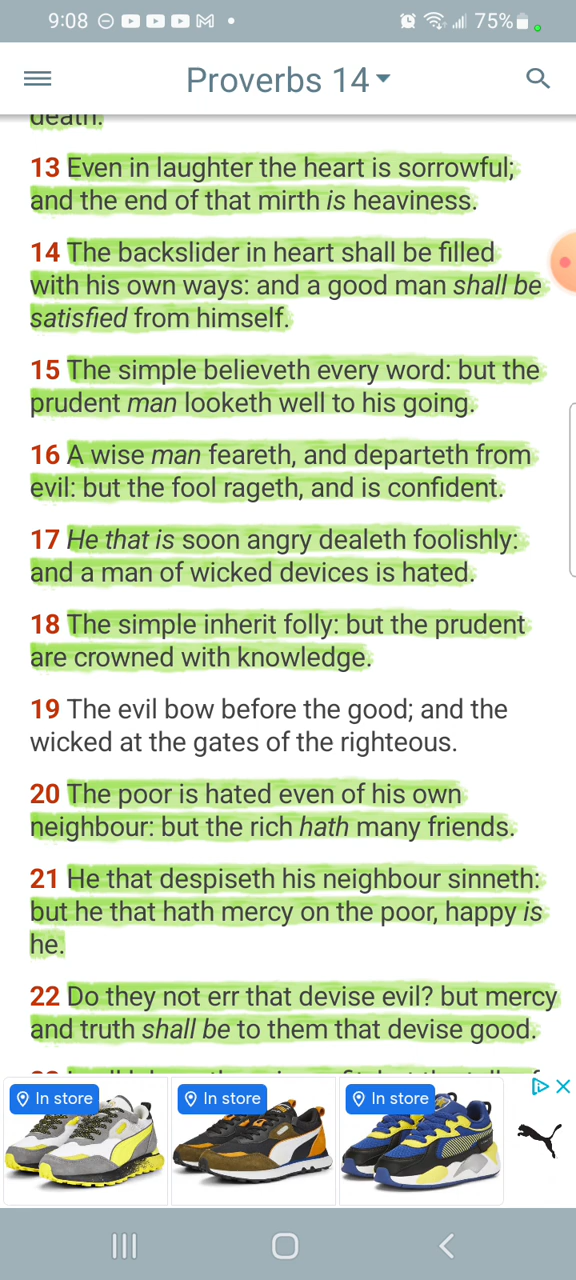 9:08
75%
Proverbs 14
death.
13 Even in laughter the heart is sorrowful;
and the end of that mirth is heaviness.
14 The backslider in heart shall be filled
with his own ways: and a good man shall be
satisfied from himself.
15 The simple believeth every word: but the
prudent man looketh well to his going.
16 A wise man feareth, and departeth from
evil: but the fool rageth, and is confident.
17 He that is soon angry dealeth foolishly:
and a man of wicked devices is hated.
18 The simple inherit folly: but the prudent
are crowned with knowledge.
19 The evil bow before the good; and the
wicked at the gates of the righteous.
20 The poor is hated even of his own
neighbour: but the rich hath many friends.
21 He that despiseth his neighbour sinneth:
but he that hath mercy on the poor, happy is
he.
22 Do they not err that devise evil? but mercy
and truth shall be to them that devise good.
In store In store In store